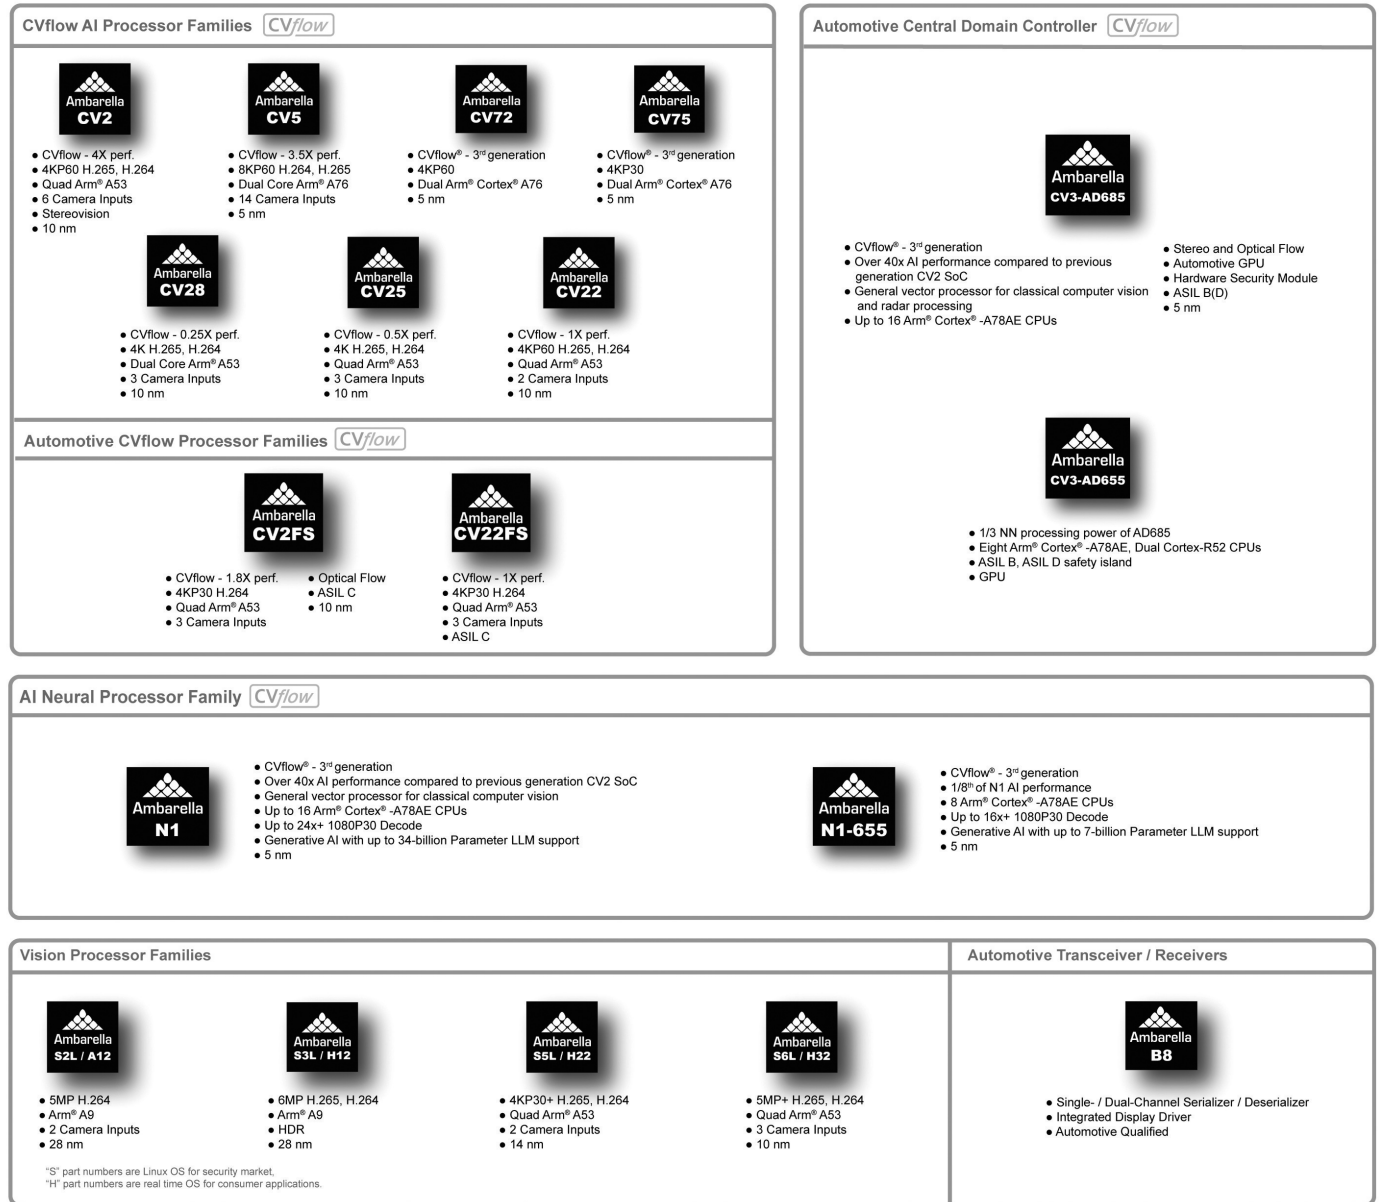 CVflow AI Processor Families CVflow
Ambarella
CV2
● CVflow - 4X perf.
● 4KP60 H.265, H.264
● Quad Arm® A53
● 6 Camera Inputs
● Stereovision
● 10 nm
Ambarella
CV5
● CVflow - 3.5X perf.
● 8KP60 H.264, H.265
● Dual Core Arm® A76
● 14 Camera Inputs
● 5 nm
Ambarella
CV72
● CVflow® - 3rd generation
● 4KP60
● Dual Arm® Cortex® A76
● 5 nm
Ambarella
CV75
● CVflow® - 3rd generation
● 4KP30
● Dual Arm® Cortex® A76
● 5 nm
Ambarella
CV28
● CVflow - 0.25X perf.
● 4K H.265, H.264
● Dual Core Arm® A53
● 3 Camera Inputs
● 10 nm
Ambarella
CV25
● CVflow - 0.5X perf.
● 4K H.265, H.264
● Quad Arm® A53
● 3 Camera Inputs
● 10 nm
Ambarella
CV22
● CVflow - 1X perf.
● 4KP60 H.265, H.264
● Quad Arm® A53
● 2 Camera Inputs
● 10 nm
Automotive CVflow Processor Families CVflow
Ambarella
CV2FS
● CVflow - 1.8X perf.
● 4KP30 H.264
● Quad Arm® A53
● 3 Camera Inputs
● Optical Flow
● ASIL C
● 10 nm
Ambarella
CV22FS
● CVflow - 1X perf.
● 4KP30 H.264
● Quad Arm® A53
● 3 Camera Inputs
● ASIL C
Automotive Central Domain Controller CVflow
Ambarella
CV3-AD685
● CVflow® - 3rd generation
● Over 40x AI performance compared to previous
generation CV2 SoC
● General vector processor for classical computer vision
and radar processing
● Up to 16 Arm® Cortex® -A78AE CPUs
● Stereo and Optical Flow
● Automotive GPU
● Hardware Security Module
● ASIL B(D)
● 5 nm
Ambarella
CV3-AD655
● 1/3 NN processing power of AD685
● Eight Arm® Cortex® -A78AE, Dual Cortex-R52 CPUs
● ASIL B, ASIL D safety island
● GPU
AI Neural Processor Family CVflow
Ambarella
N1
● CVflow® - 3rd generation
● Over 40x AI performance compared to previous generation CV2 SoC
● General vector processor for classical computer vision
● Up to 16 Arm® Cortex® -A78AE CPUs
● Up to 24x+ 1080P30 Decode
● Generative AI with up to 34-billion Parameter LLM support
● 5 nm
Ambarella
N1-655
● CVflow® - 3rd generation
● 1/8th of N1 AI performance
● 8 Arm® Cortex® -A78AE CPUs
● Up to 16x+ 1080P30 Decode
● Generative AI with up to 7-billion Parameter LLM support
● 5 nm
Vision Processor Families
Ambarella
S2L / A12
● 5MP H.264
● Arm® A9
● 2 Camera Inputs
● 28 nm
Ambarella
S3L / H12
● 6MP H.265, H.264
● Arm® A9
● HDR
● 28 nm
Ambarella
S5L / H22
● 4KP30+ H.265, H.264
● Quad Arm® A53
● 2 Camera Inputs
● 14 nm
Ambarella
S6L / H32
● 5MP+ H.265, H.264
● Quad Arm® A53
● 3 Camera Inputs
● 10 nm
"S" part numbers are Linux OS for security market,
"H" part numbers are real time OS for consumer applications.
Automotive Transceiver / Receivers
Ambarella
B8
● Single- / Dual-Channel Serializer / Deserializer
● Integrated Display Driver
● Automotive Qualified